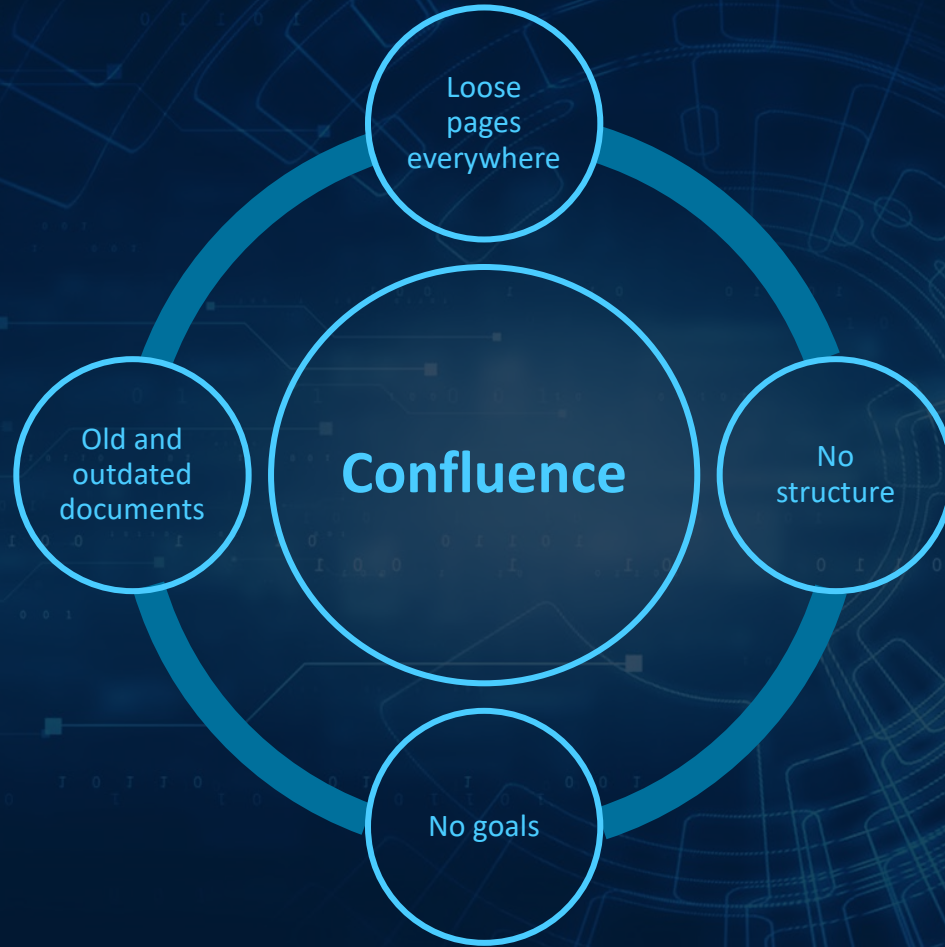 Loose
pages
everywhere
Old and
outdated
documents
Confluence
No
structure
No goals